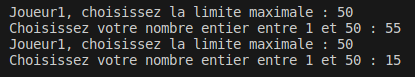 Joueur1, choisissez la limite maximale : 50
Choisissez votre nombre entier entre 1 et 50 : 55
Joueur1, choisissez la limite maximale : 50
Choisissez votre nombre entier entre 1 et 50 : 15